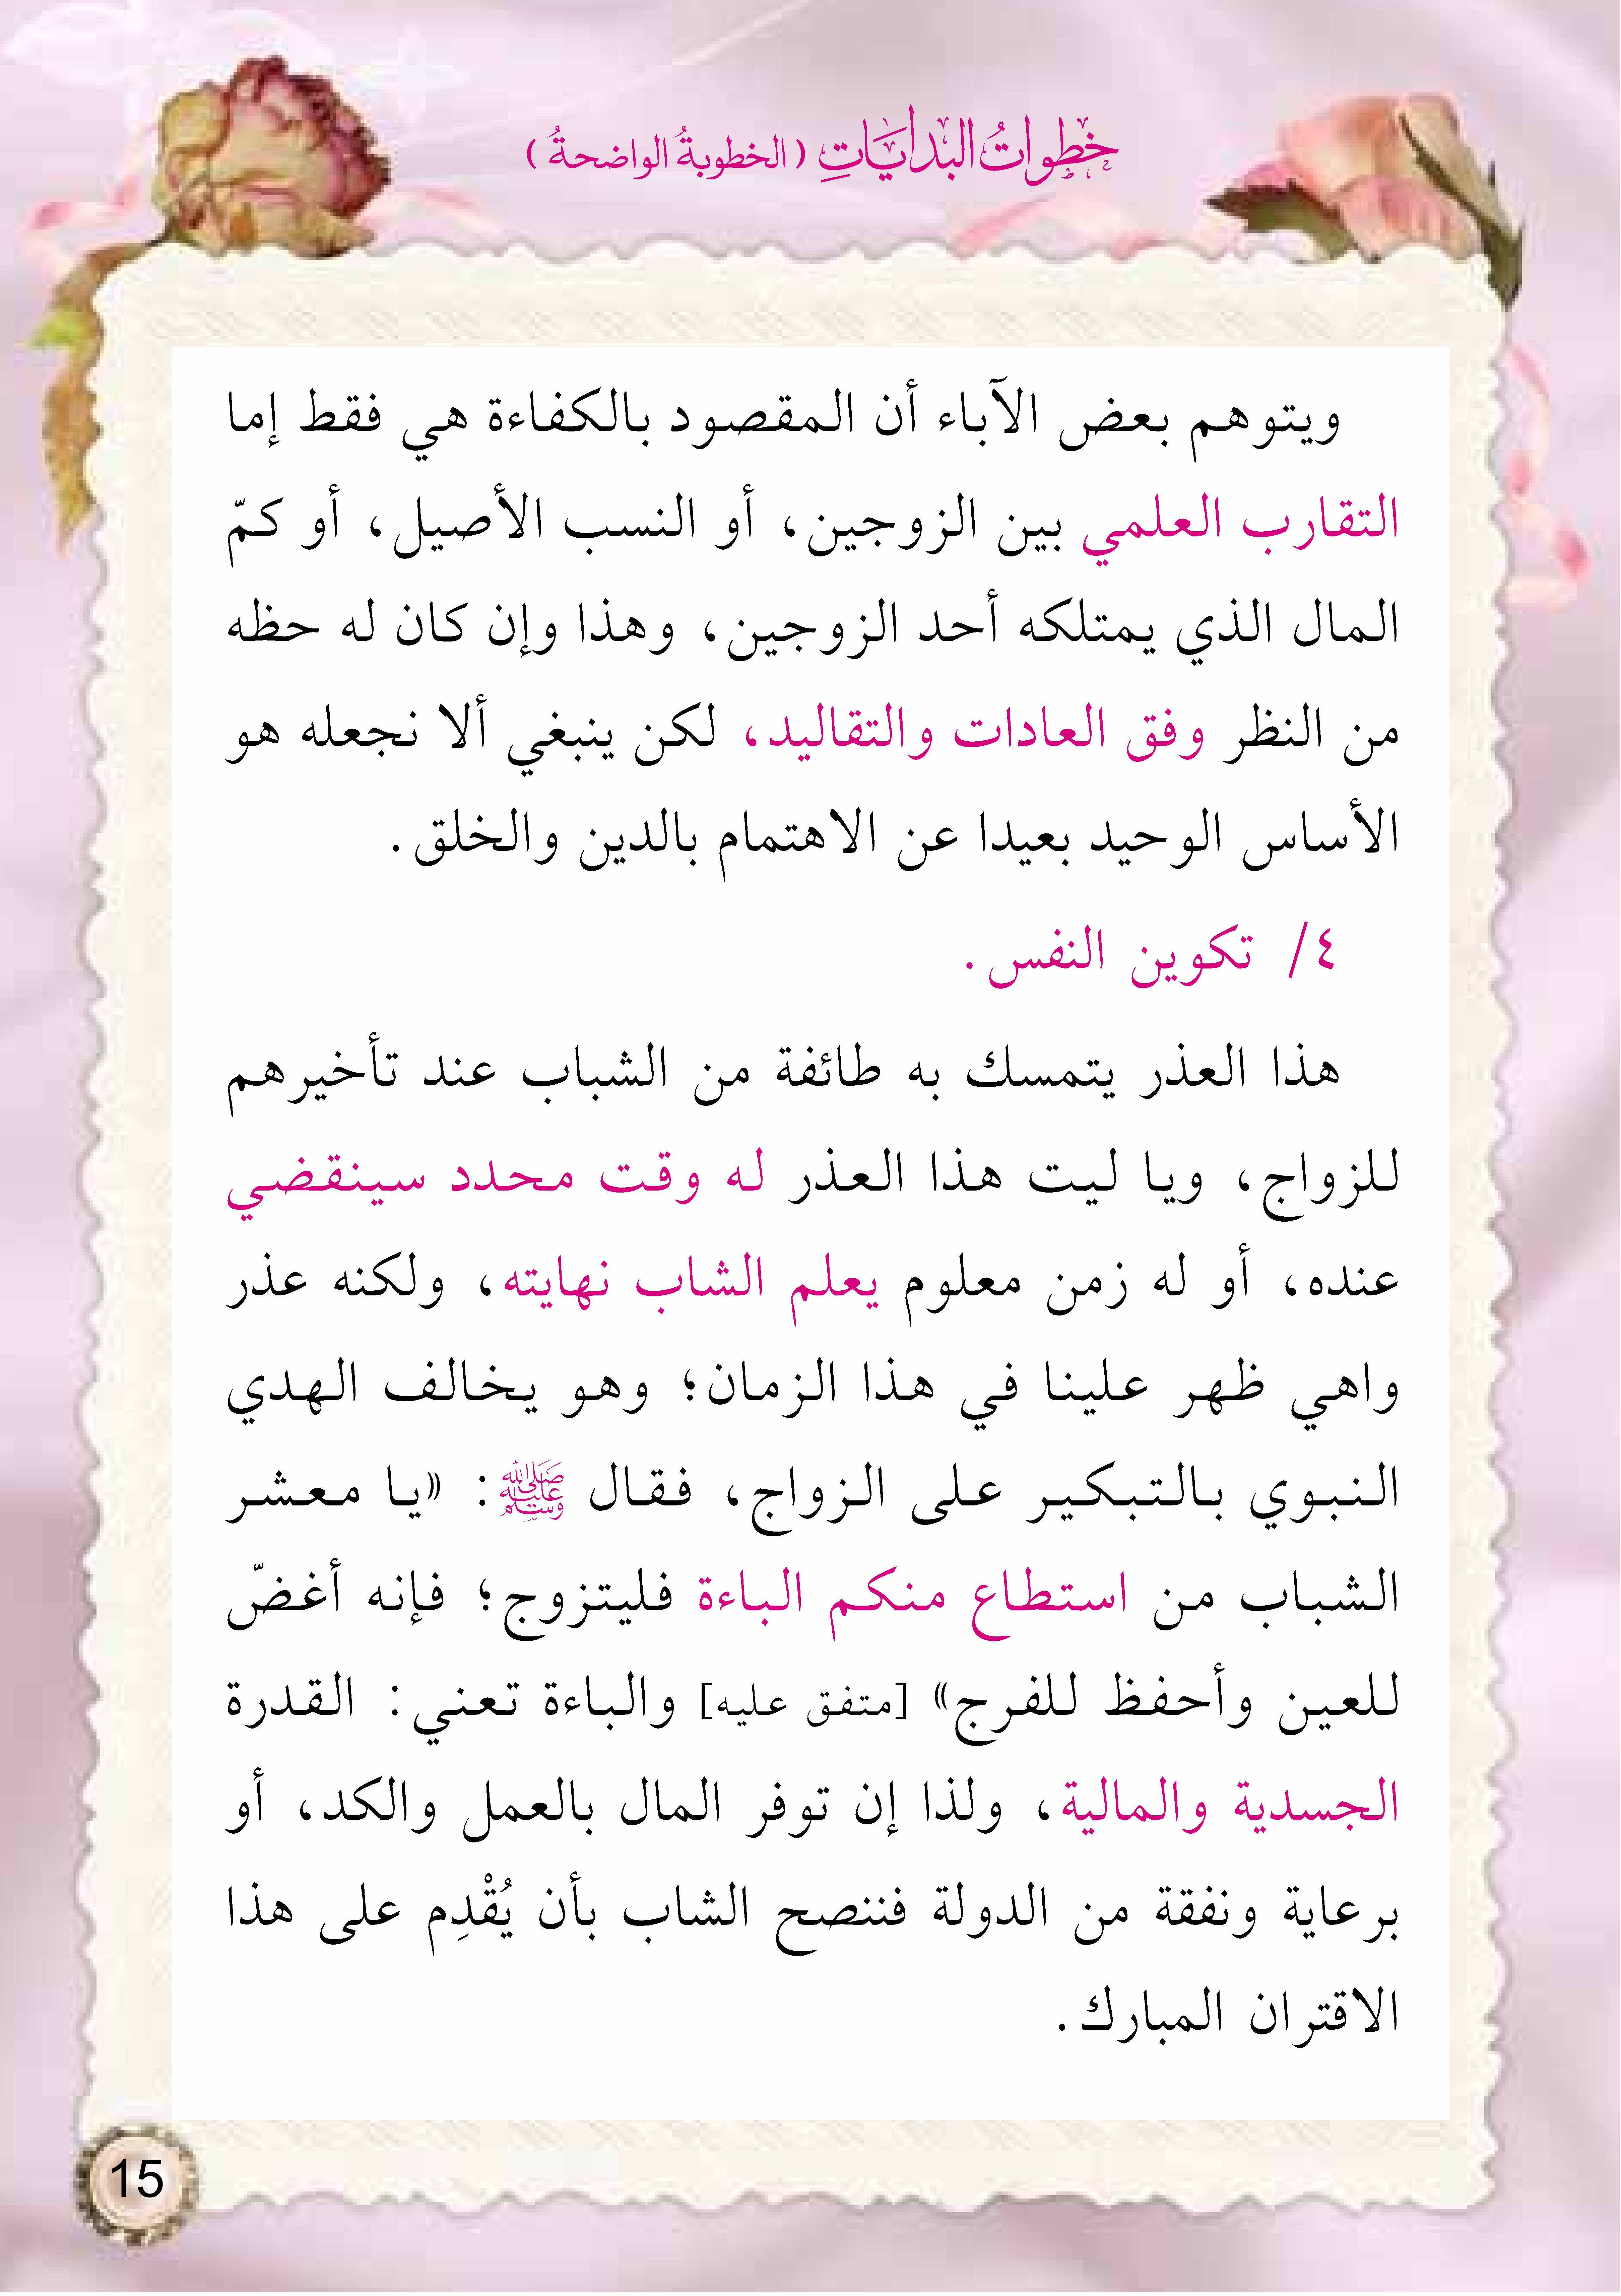 خطواتُ البداياتِ (الخطوبةُ الواضحةُ)
ويتوهم بعض الآباء أن المقصود بالكفاءة هي فقط إما
التقارب العلمي بين الزوجين، أو النسب الأصيل، أو كمّ
المال الذي يمتلكه أحد الزوجين، وهذا وإن كان له حظه
من النظر وفق العادات والتقاليد، لكن ينبغي ألا نجعله هو
الأساس الوحيد بعيدا عن الاهتمام بالدين والخلق.
٤/ تكوين النفس.
هذا العذر يتمسك به طائفة من الشباب عند تأخيرهم
للزواج، ويا ليت هذا العذر له وقت محدد سينقضي
عنده، أو له زمن معلوم يعلم الشاب نهايته، ولكنه عذر
واهي ظهر علينا في هذا الزمان؛ وهو يخالف الهدي
النبوي بالتبكير على الزواج، فقال ﷺ: «يا معشر
الشباب من استطاع منكم الباءة فليتزوج؛ فإنه أغضّ
للعين وأحفظ للفرج» [متفق عليه] والباءة تعني: القدرة
الجسدية والمالية، ولذا إن توفر المال بالعمل والكد، أو
برعاية ونفقة من الدولة فننصح الشاب بأن يُقْدِم على هذا
الاقتران المبارك.
15